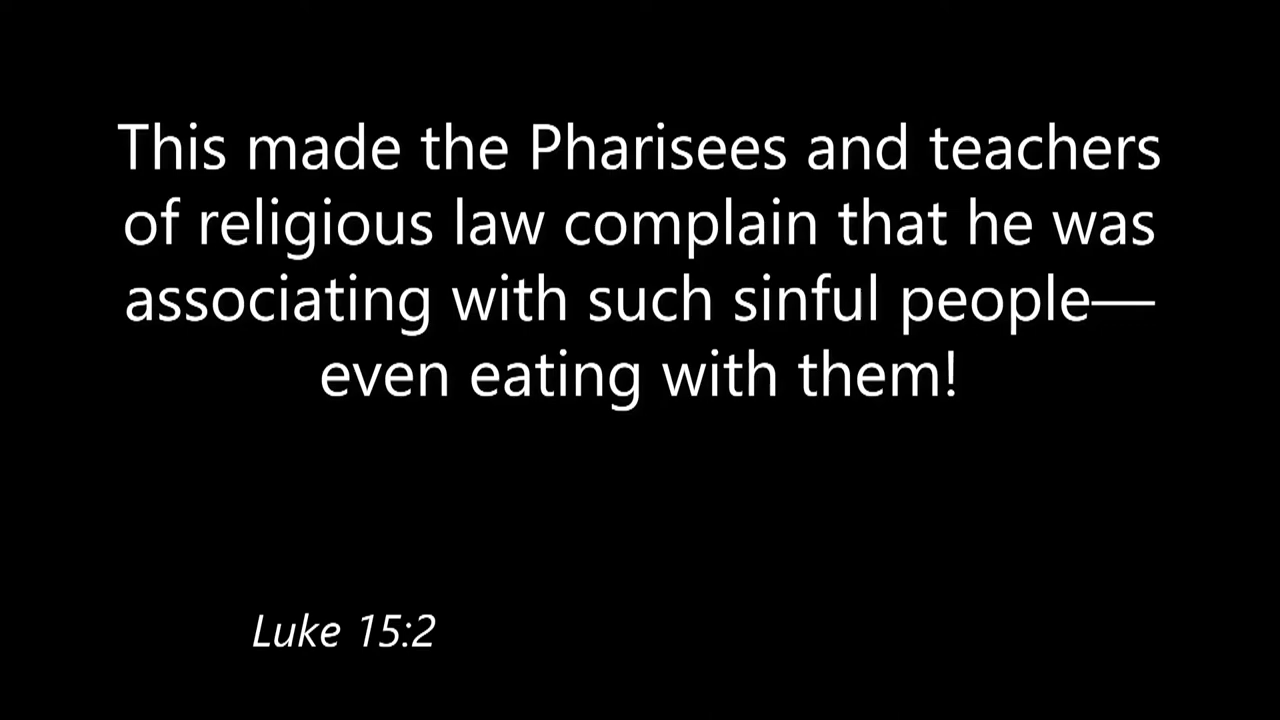 This made the Pharisees and teachers
of religious law complain that he was
associating with such sinful people—
even eating with them!
Luke 15:2